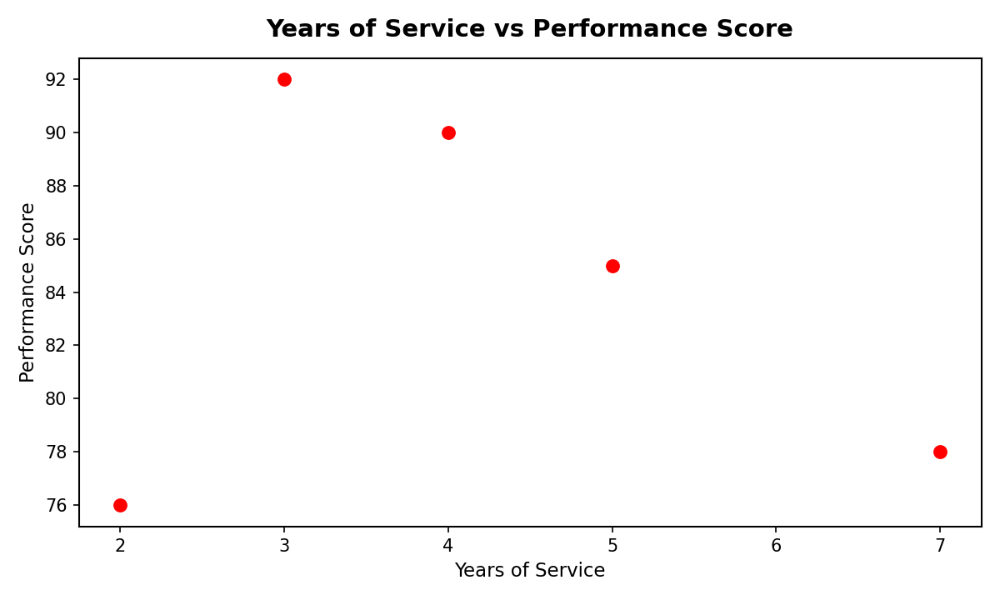 Years of Service vs Performance Score
92
90
88
86
84
82
80
78
76
Performance Score
2 3 4 5 6 7
Years of Service